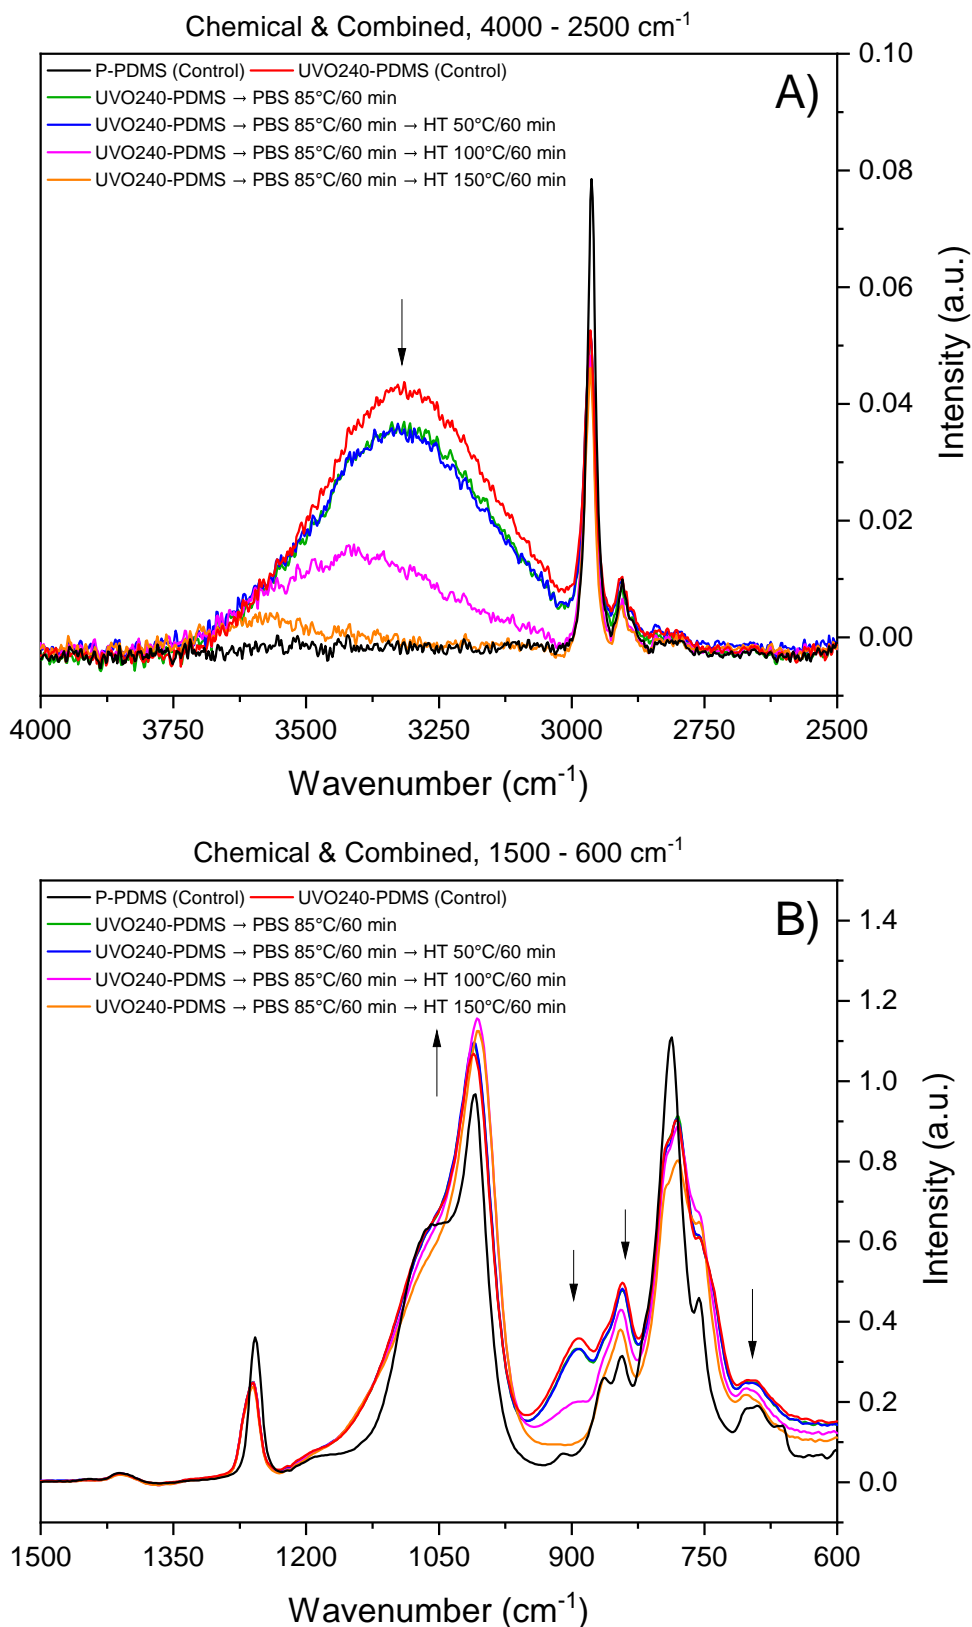 Chemical & Combined, 4000 - 2500 cm⁻¹
P-PDMS (Control) UVO240-PDMS (Control)
UVO240-PDMS → PBS 85°C/60 min
UVO240-PDMS → PBS 85°C/60 min → HT 50°C/60 min
UVO240-PDMS → PBS 85°C/60 min → HT 100°C/60 min
UVO240-PDMS → PBS 85°C/60 min → HT 150°C/60 min
A)
0.10
0.08
0.06
0.04
0.02
0.00
Intensity (a.u.)
4000 3750 3500 3250 3000 2750 2500
Wavenumber (cm⁻¹)
Chemical & Combined, 1500 - 600 cm⁻¹
P-PDMS (Control) UVO240-PDMS (Control)
UVO240-PDMS → PBS 85°C/60 min
UVO240-PDMS → PBS 85°C/60 min → HT 50°C/60 min
UVO240-PDMS → PBS 85°C/60 min → HT 100°C/60 min
UVO240-PDMS → PBS 85°C/60 min → HT 150°C/60 min
B)
1.4
1.2
1.0
0.8
0.6
0.4
0.2
0.0
Intensity (a.u.)
1500 1350 1200 1050 900 750 600
Wavenumber (cm⁻¹)